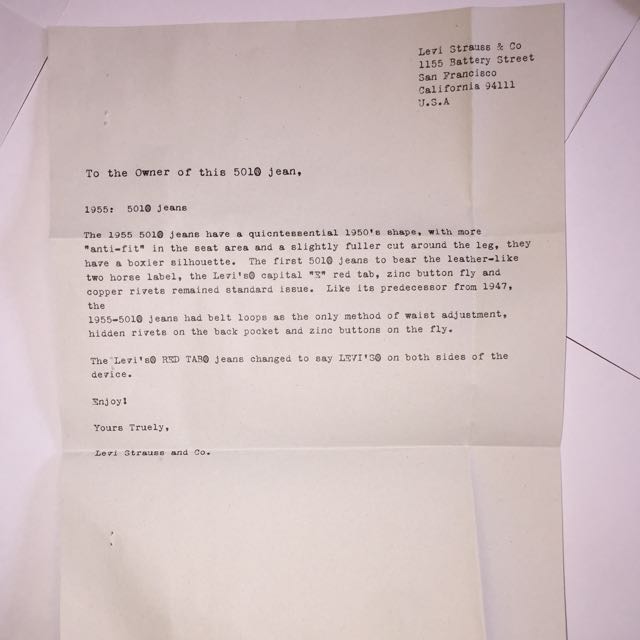 Levi Strauss & Co
1155 Battery Street
San Francisco
California 94111
U.S.A
To the Owner of this 501® jean,
1955: 501® jeans
The 1955 501® jeans have a quicntessential 1950's shape, with more
"anti-fit" in the seat area and a slightly fuller cut around the leg, they
have a boxier silhouette. The first 501® jeans to bear the leather-like
two horse label, the Levi's® capital "E" red tab, zinc button fly and
copper rivets remained standard issue. Like its predecessor from 1947,
the
1955-501® jeans had belt loops as the only method of waist adjustment,
hidden rivets on the back pocket and zinc buttons on the fly.
The Levi's® RED TAB® jeans changed to say LEVI'S® on both sides of the
device.
Enjoy!
Yours Truely,
Levi Strauss and Co.